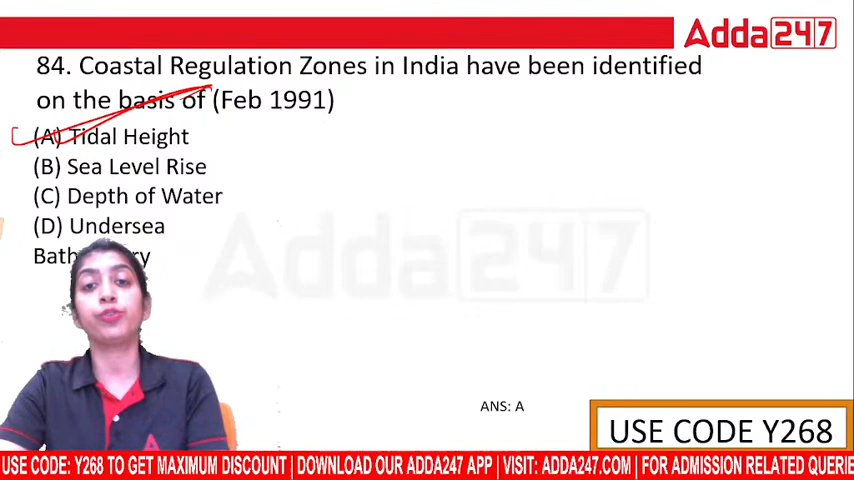 Adda247
84. Coastal Regulation Zones in India have been identified
on the basis of (Feb 1991)
(A) Tidal Height
(B) Sea Level Rise
(C) Depth of Water
(D) Undersea
Adda247
ANS: A
USE CODE Y268
USE CODE: Y268 TO GET MAXIMUM DISCOUNT | DOWNLOAD OUR ADDA247 APP | VISIT: ADDA247.COM | FOR ADMISSION RELATED QUERIE